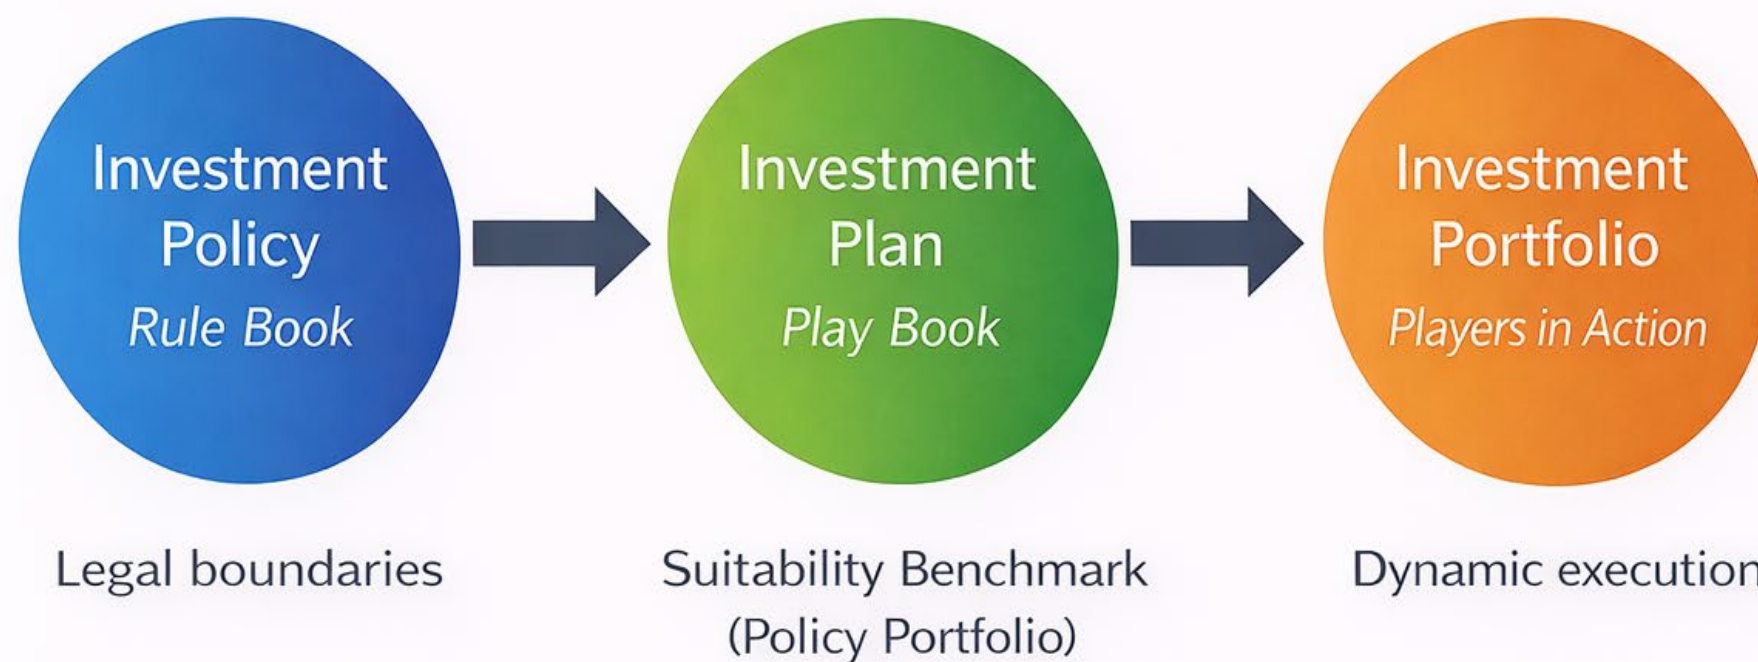 Investment
Policy
Rule Book
Legal boundaries
Investment
Plan
Play Book
Suitability Benchmark
(Policy Portfolio)
Investment
Portfolio
Players in Action
Dynamic execution